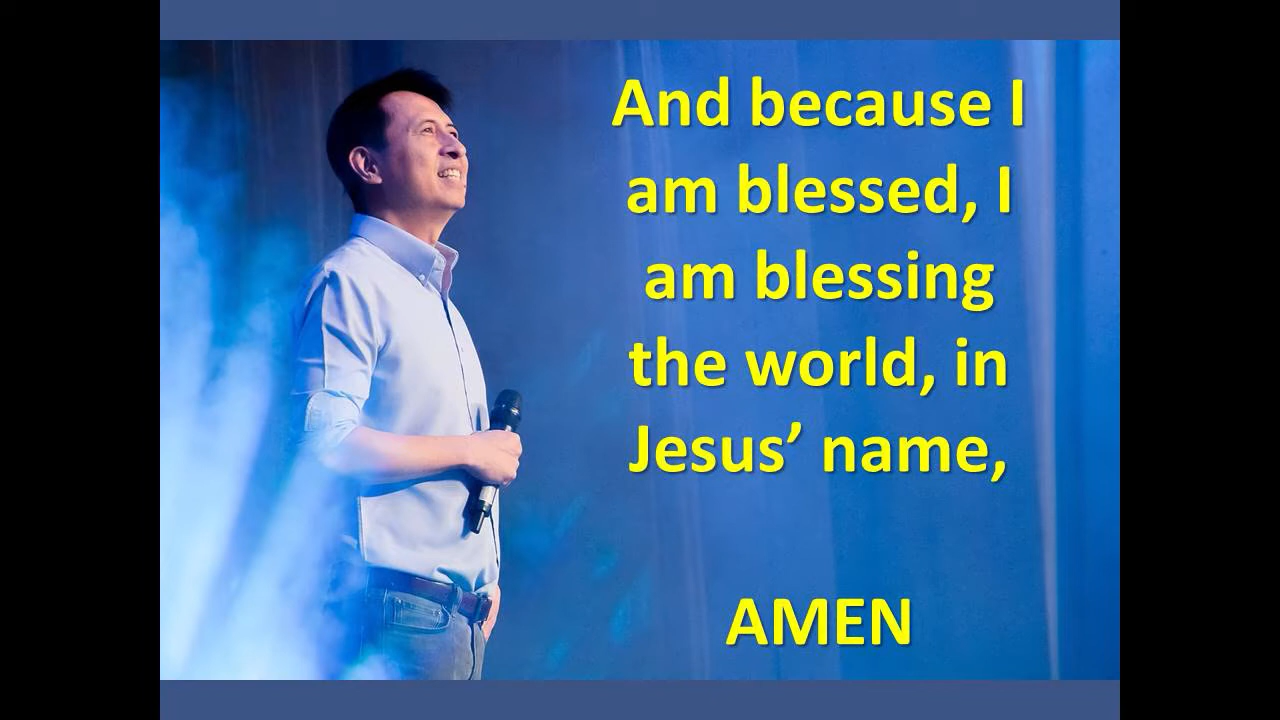 And because I
am blessed, I
am blessing
the world, in
Jesus’ name,
AMEN